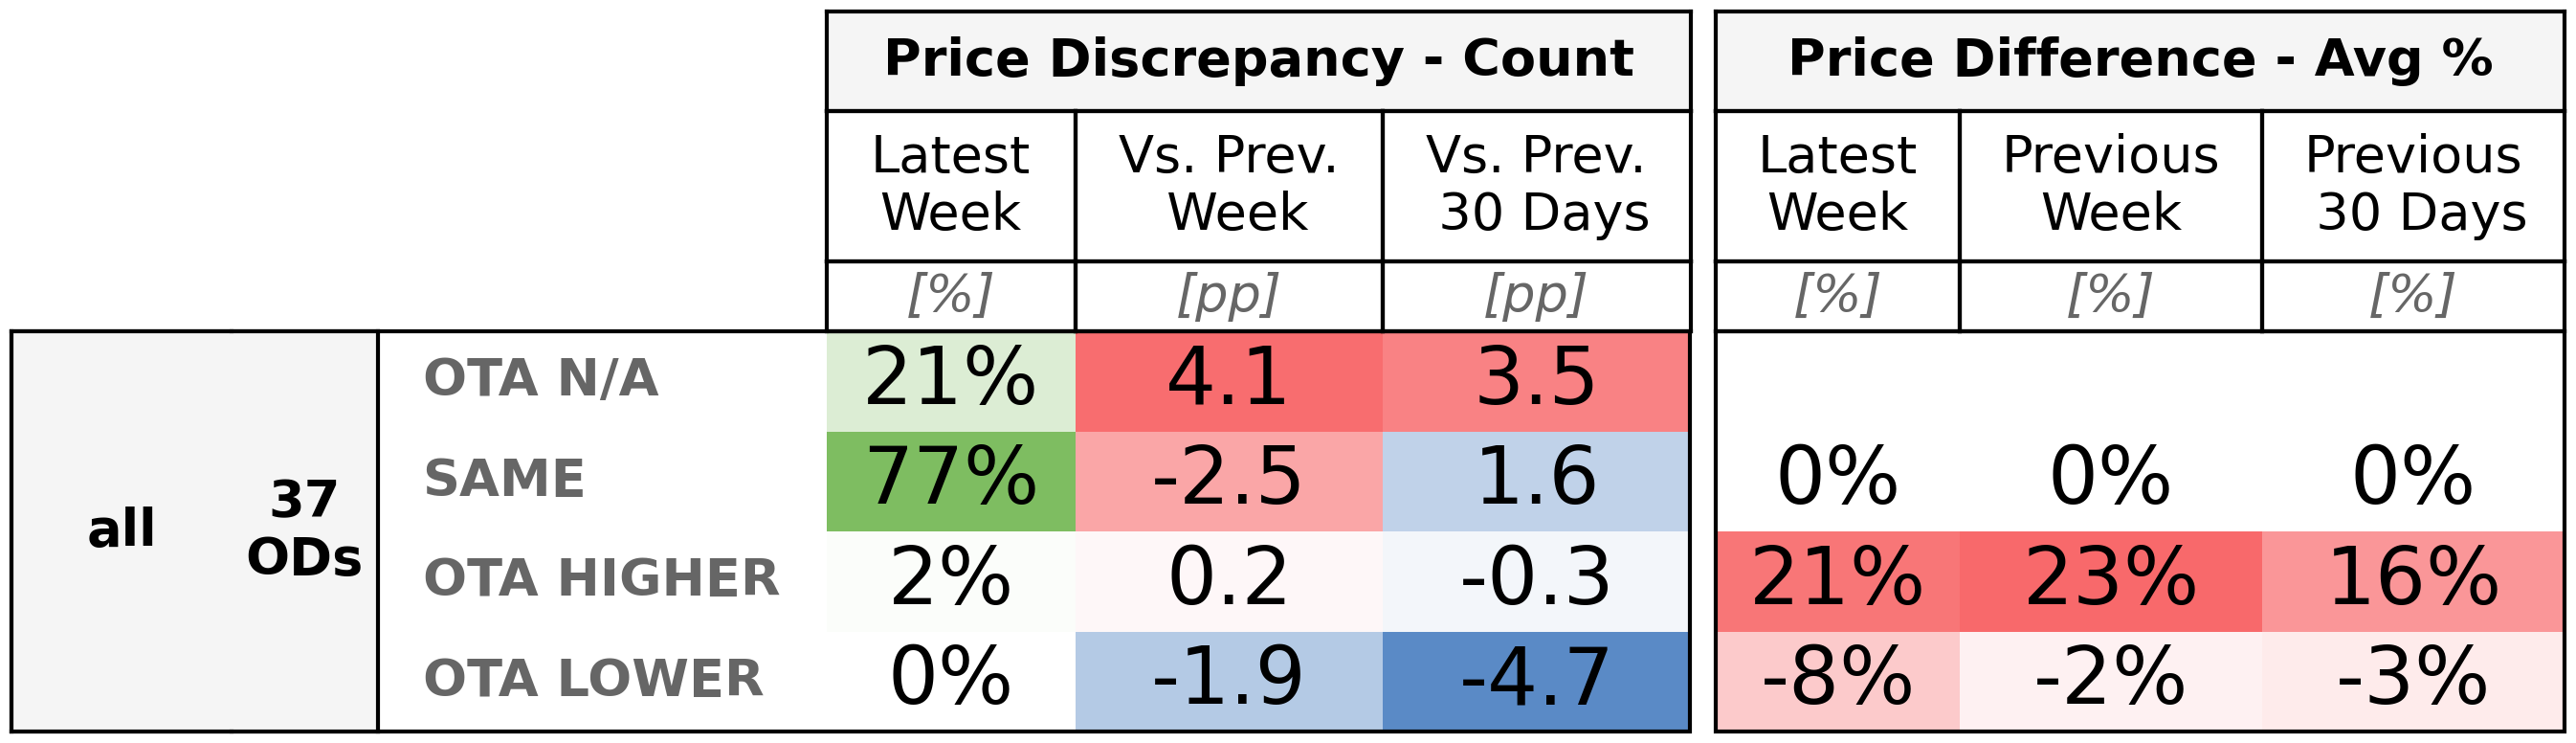 Price Discrepancy - Count Price Difference - Avg %
Latest Week Vs. Prev. Week Vs. Prev. 30 Days Latest Week Previous Week Previous 30 Days
[%] [pp] [pp] [%] [%] [%]
all 37 ODs
OTA N/A 21% 4.1 3.5
SAME 77% -2.5 1.6 0% 0% 0%
OTA HIGHER 2% 0.2 -0.3 21% 23% 16%
OTA LOWER 0% -1.9 -4.7 -8% -2% -3%